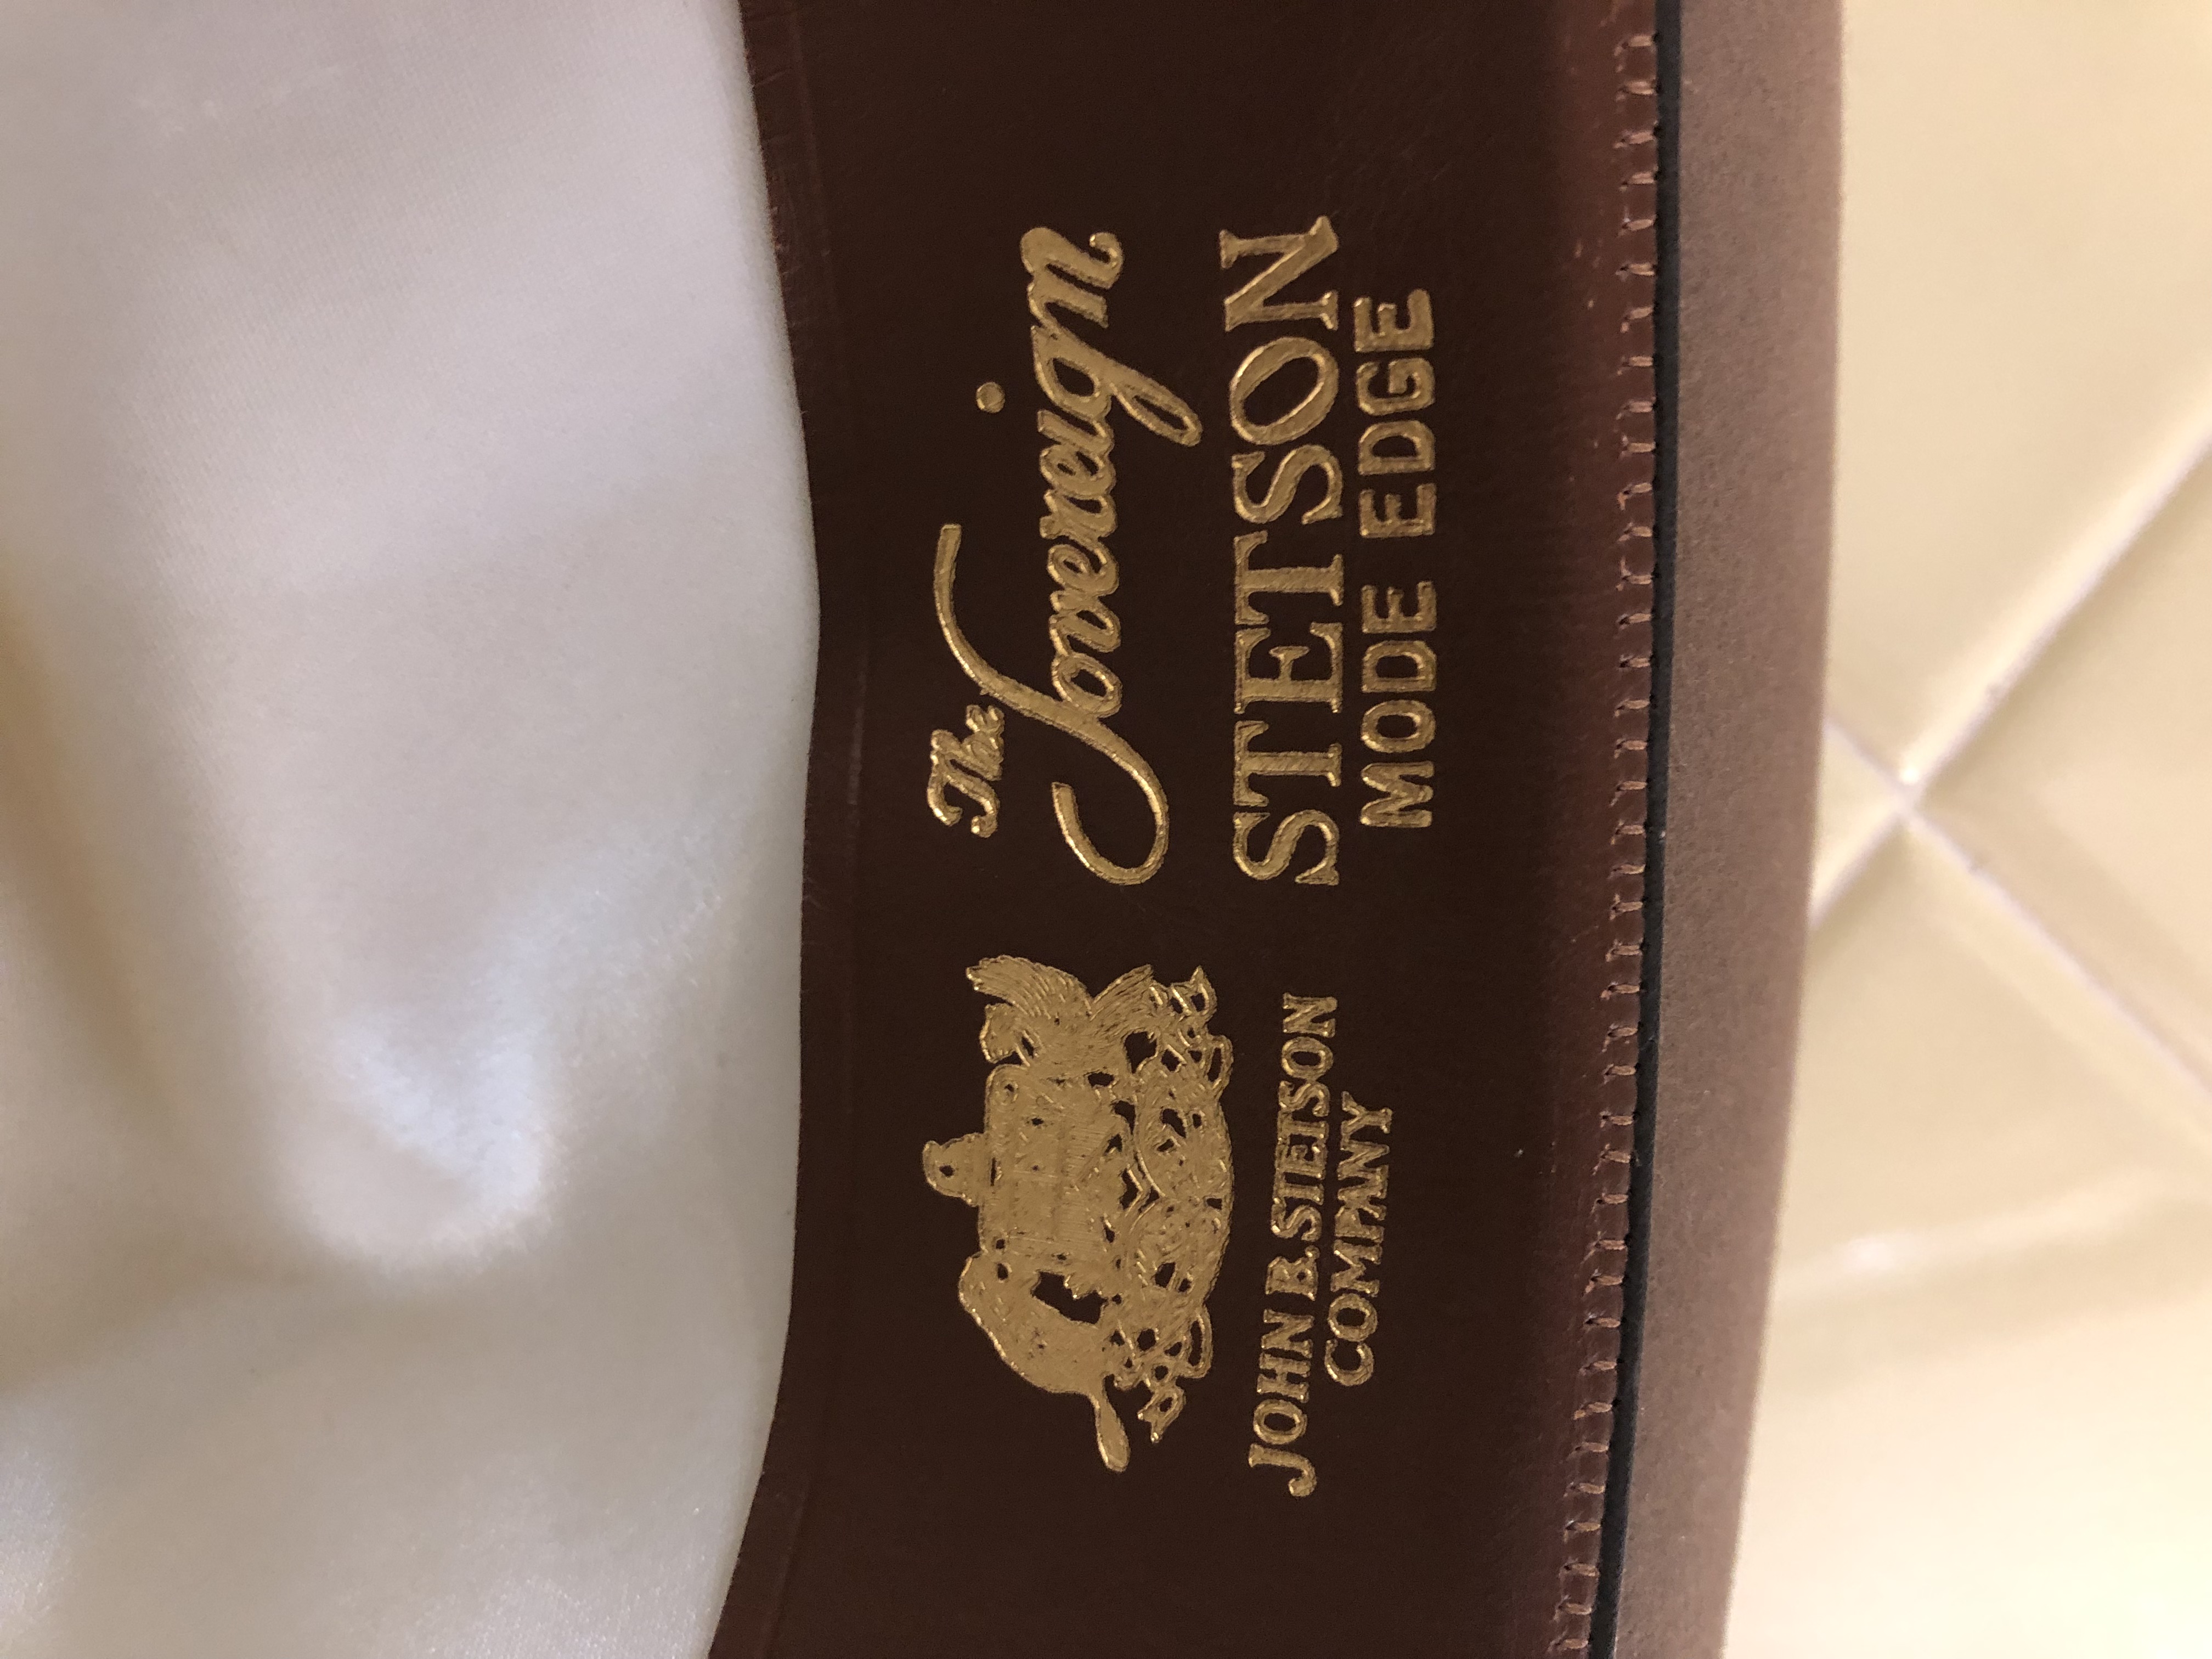 The
Sovereign
STETSON
MODE EDGE
JOHN B. STETSON
COMPANY